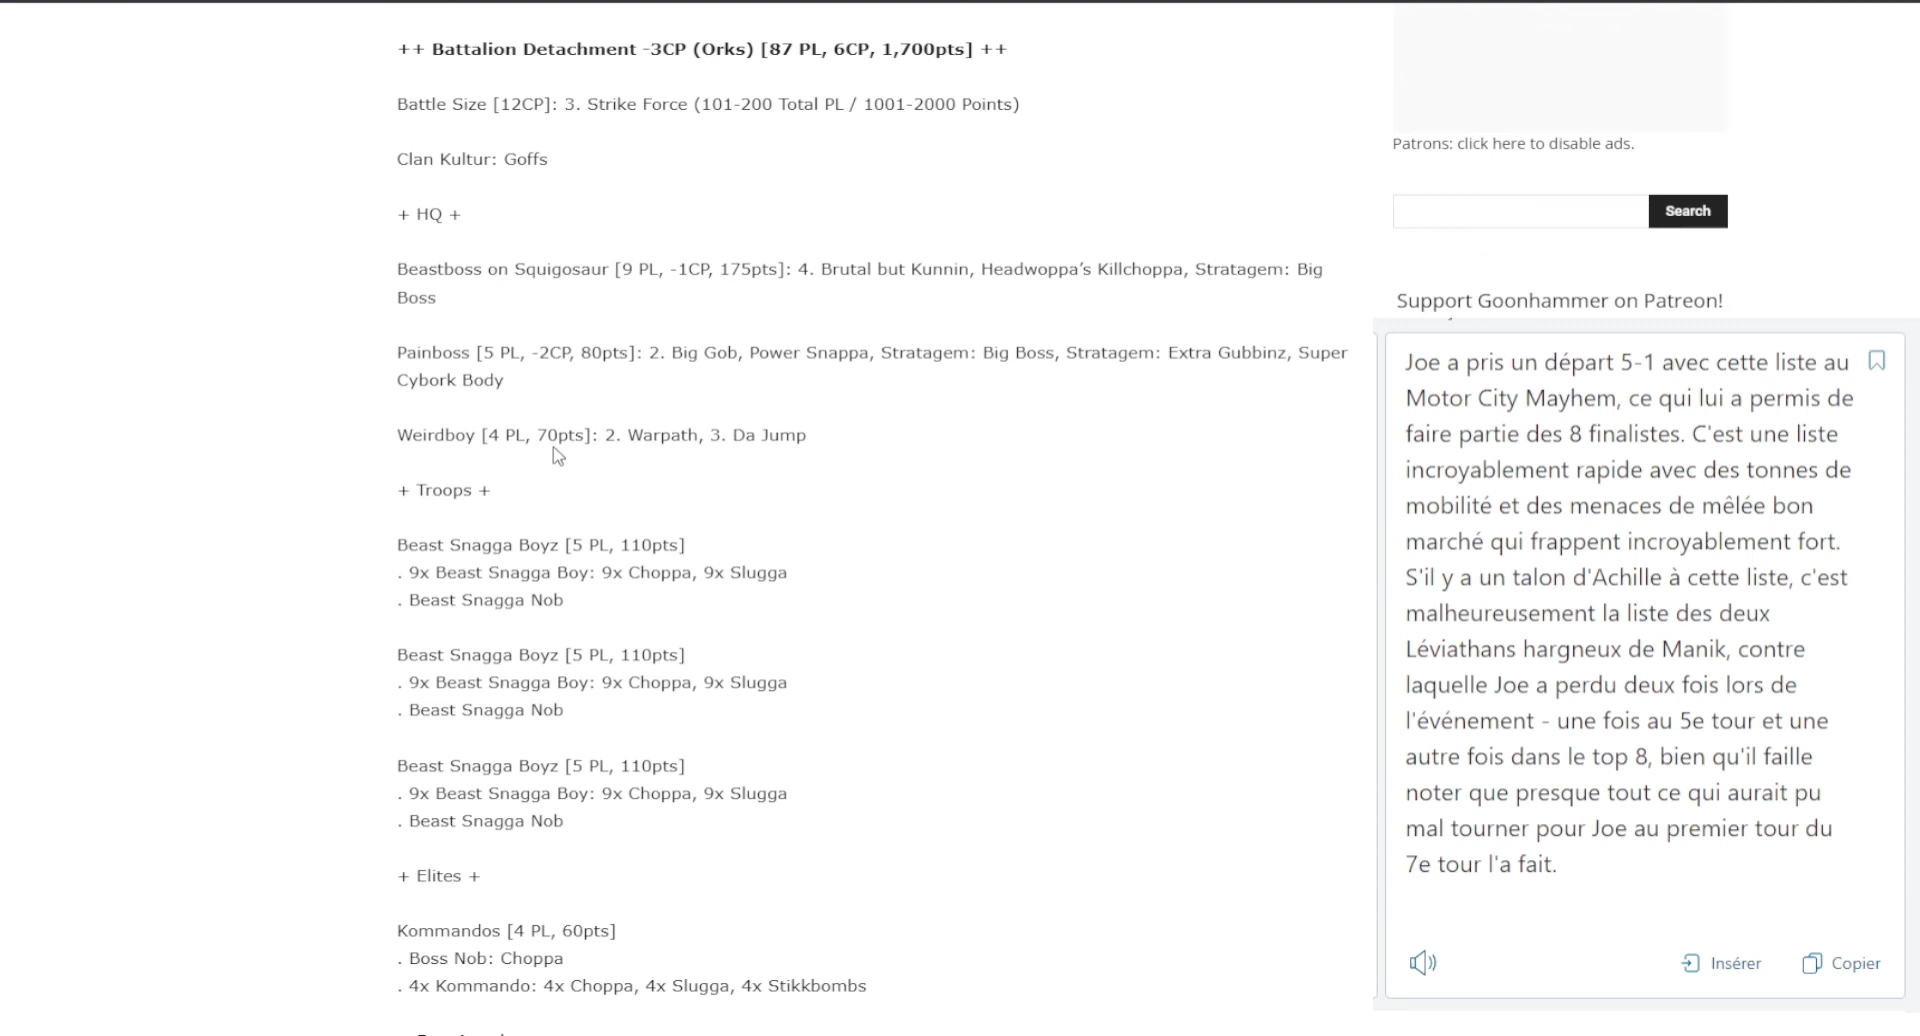 ++ Battalion Detachment -3CP (Orks) [87 PL, 6CP, 1,700pts] ++
Battle Size [12CP]: 3. Strike Force (101-200 Total PL / 1001-2000 Points)
Clan Kultur: Goffs
+ HQ +
Beastboss on Squigosaur [9 PL, -1CP, 175pts]: 4. Brutal but Kunnin, Headwoppa’s Killchoppa, Stratagem: Big
Boss
Painboss [5 PL, -2CP, 80pts]: 2. Big Gob, Power Snappa, Stratagem: Big Boss, Stratagem: Extra Gubbinz, Super
Cybork Body
Weirdboy [4 PL, 70pts]: 2. Warpath, 3. Da Jump
+ Troops +
Beast Snagga Boyz [5 PL, 110pts]
. 9x Beast Snagga Boy: 9x Choppa, 9x Slugga
. Beast Snagga Nob
Beast Snagga Boyz [5 PL, 110pts]
. 9x Beast Snagga Boy: 9x Choppa, 9x Slugga
. Beast Snagga Nob
Beast Snagga Boyz [5 PL, 110pts]
. 9x Beast Snagga Boy: 9x Choppa, 9x Slugga
. Beast Snagga Nob
+ Elites +
Kommandos [4 PL, 60pts]
. Boss Nob: Choppa
. 4x Kommando: 4x Choppa, 4x Slugga, 4x Stikkbombs
Patrons: click here to disable ads.
Search
Support Goonhammer on Patreon!
Joe a pris un départ 5-1 avec cette liste au
Motor City Mayhem, ce qui lui a permis de
faire partie des 8 finalistes. C'est une liste
incroyablement rapide avec des tonnes de
mobilité et des menaces de mêlée bon
marché qui frappent incroyablement fort.
S'il y a un talon d'Achille à cette liste, c'est
malheureusement la liste des deux
Léviathans hargneux de Manik, contre
laquelle Joe a perdu deux fois lors de
l'événement - une fois au 5e tour et une
autre fois dans le top 8, bien qu'il faille
noter que presque tout ce qui aurait pu
mal tourner pour Joe au premier tour du
7e tour l'a fait.
Insérer
Copier